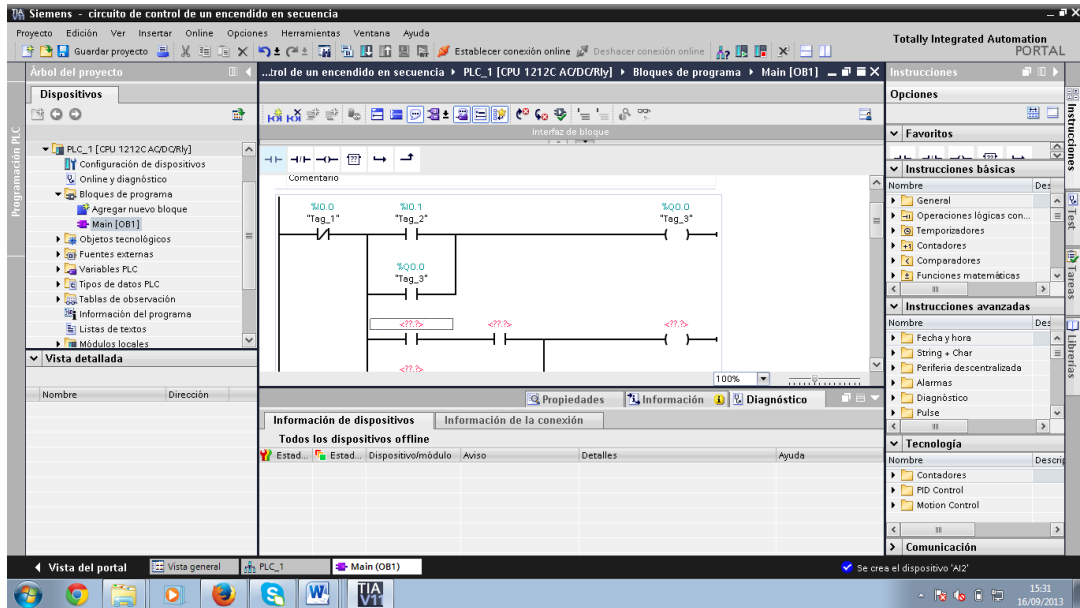 Siemens - circuito de control de un encendido en secuencia
Proyecto Edición Ver Insertar Online Opciones Herramientas Ventana Ayuda
Totally Integrated Automation
PORTAL
Guardar proyecto
Establecer conexión online
Deshacer conexión online
Árbol del proyecto
...trol de un encendido en secuencia PLC_1 [CPU 1212C AC/DC/Rly] Bloques de programa Main [OB1]
Instrucciones
Dispositivos
Opciones
Programación PLC
PLC_1 [CPU 1212C AC/DC/Rly]
Configuración de dispositivos
Online y diagnóstico
Bloques de programa
Agregar nuevo bloque
Main [OB1]
Objetos tecnológicos
Fuentes externas
Variables PLC
Tipos de datos PLC
Tablas de observación
Información del programa
Listas de textos
Módulos locales
Vista detallada
Nombre Dirección
Interfaz de bloque
Comentario
%I0.0 %I0.1 %Q0.0
"Tag_1" "Tag_2" "Tag_3"
%Q0.0
"Tag_3"
<??.?> <??.?> <??.?>
<??.?>
100%
Propiedades Información Diagnóstico
Información de dispositivos Información de la conexión
Todos los dispositivos offline
Estad... Estad... Dispositivo/módulo Aviso Detalles Ayuda
Favoritos
Instrucciones básicas
Nombre Des
General
Operaciones lógicas con...
Temporizadores
Contadores
Comparadores
Funciones matemáticas
Instrucciones avanzadas
Nombre Des
Fecha y hora
String + Char
Periferia descentralizada
Alarmas
Diagnóstico
Pulse
Tecnología
Nombre Descrip
Contadores
PID Control
Motion Control
Comunicación
Instrucciones
Test
Tareas
Librerías
Vista del portal
Vista general
PLC_1
Main (OB1)
Se crea el dispositivo 'AI2'
TIA
V11
15:31
16/09/2013